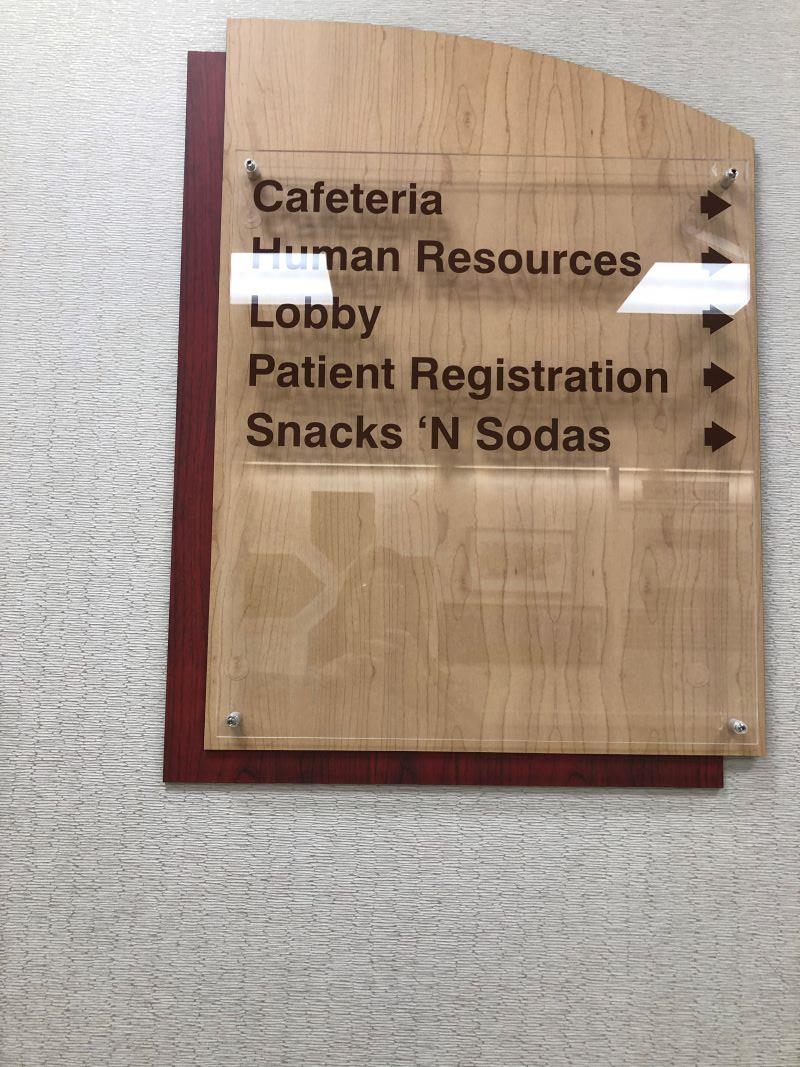 Cafeteria
Human Resources
Lobby
Patient Registration
Snacks ‘N Sodas